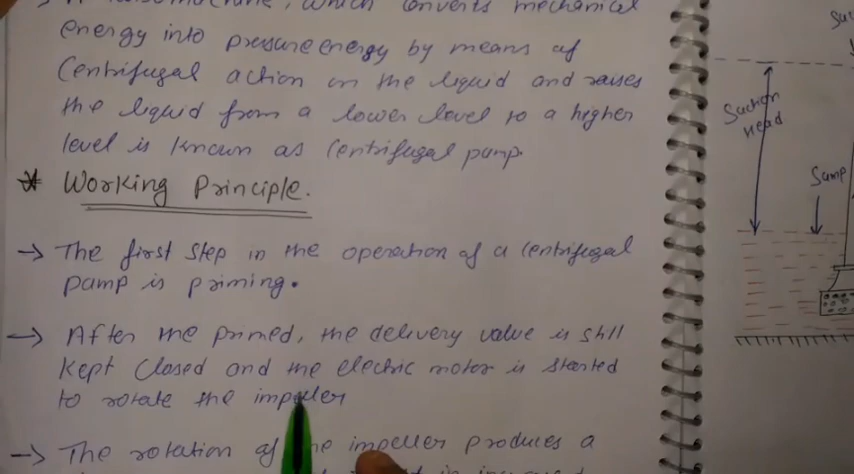 which converts mechanical
energy into pressure energy by means of
Centrifugal action on the liquid and raises
the liquid from a lower level to a higher
level is known as Centrifugal pump.
* Working Principle.
→ The first step in the operation of a Centrifugal
pump is priming.
→ After the primed, the delivery valve is still
kept closed and the electric motor is started
to rotate the impeller
→ The rotation of the impeller produces a
Suction
Head
Sump